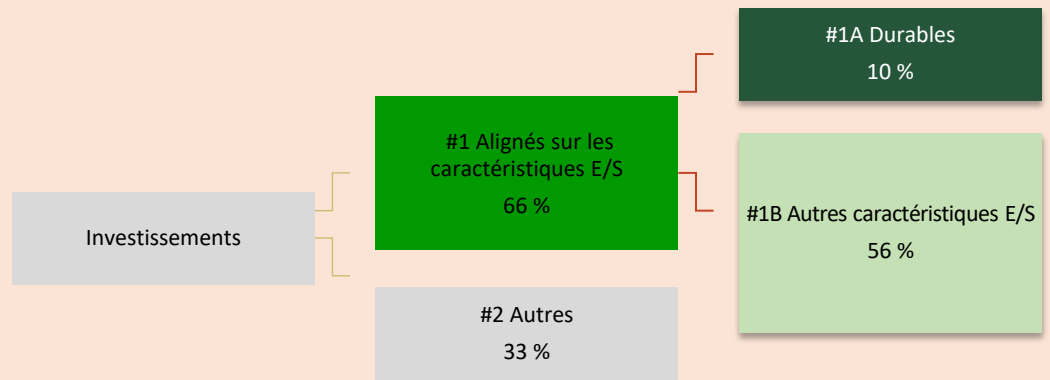 #1A Durables
10 %
#1 Alignés sur les
caractéristiques E/S
66 %
#1B Autres caractéristiques E/S
56 %
Investissements
#2 Autres
33 %